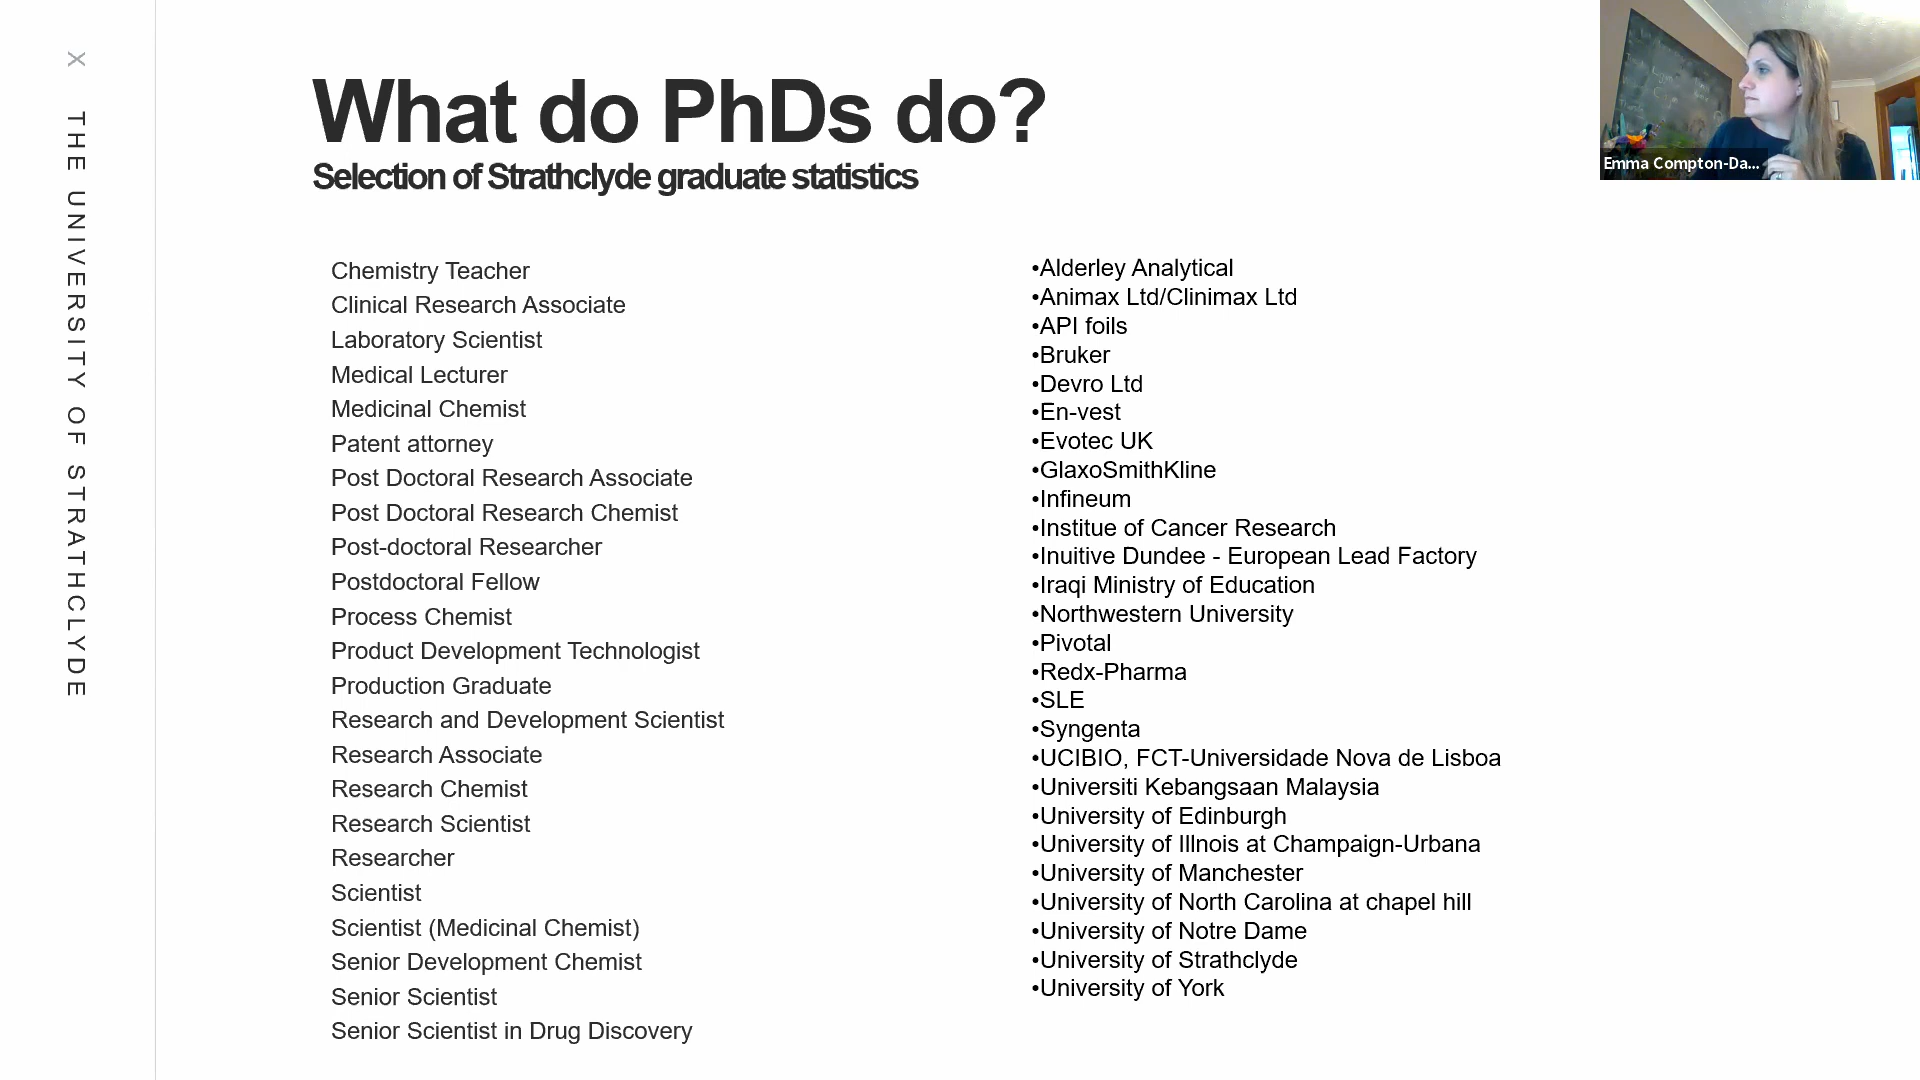 X THE UNIVERSITY OF STRATHCLYDE
What do PhDs do?
Selection of Strathclyde graduate statistics
Chemistry Teacher
Clinical Research Associate
Laboratory Scientist
Medical Lecturer
Medicinal Chemist
Patent attorney
Post Doctoral Research Associate
Post Doctoral Research Chemist
Post-doctoral Researcher
Postdoctoral Fellow
Process Chemist
Product Development Technologist
Production Graduate
Research and Development Scientist
Research Associate
Research Chemist
Research Scientist
Researcher
Scientist
Scientist (Medicinal Chemist)
Senior Development Chemist
Senior Scientist
Senior Scientist in Drug Discovery
•Alderley Analytical
•Animax Ltd/Clinimax Ltd
•API foils
•Bruker
•Devro Ltd
•En-vest
•Evotec UK
•GlaxoSmithKline
•Infineum
•Institue of Cancer Research
•Inuitive Dundee - European Lead Factory
•Iraqi Ministry of Education
•Northwestern University
•Pivotal
•Redx-Pharma
•SLE
•Syngenta
•UCIBIO, FCT-Universidade Nova de Lisboa
•Universiti Kebangsaan Malaysia
•University of Edinburgh
•University of Illnois at Champaign-Urbana
•University of Manchester
•University of North Carolina at chapel hill
•University of Notre Dame
•University of Strathclyde
•University of York
Emma Compton-Da...